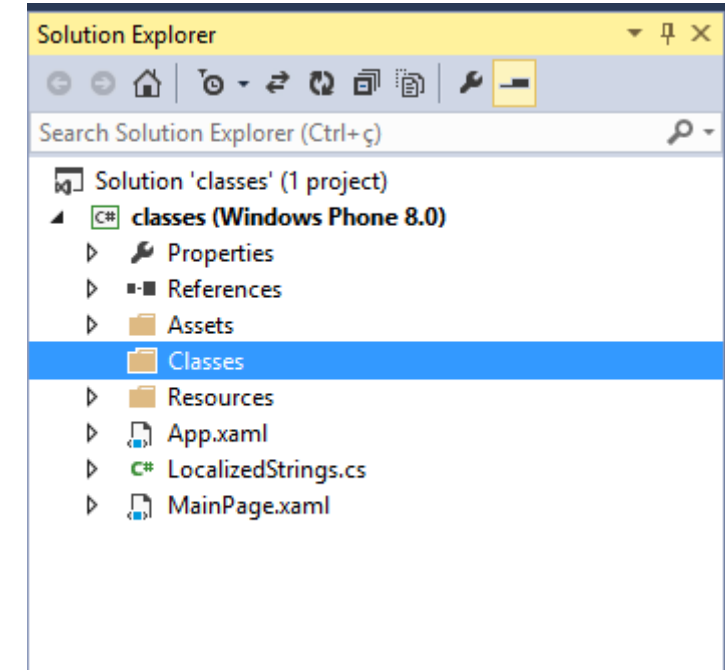 Solution Explorer
Search Solution Explorer (Ctrl+ç)
Solution 'classes' (1 project)
C# classes (Windows Phone 8.0)
Properties
References
Assets
Classes
Resources
App.xaml
C# LocalizedStrings.cs
MainPage.xaml